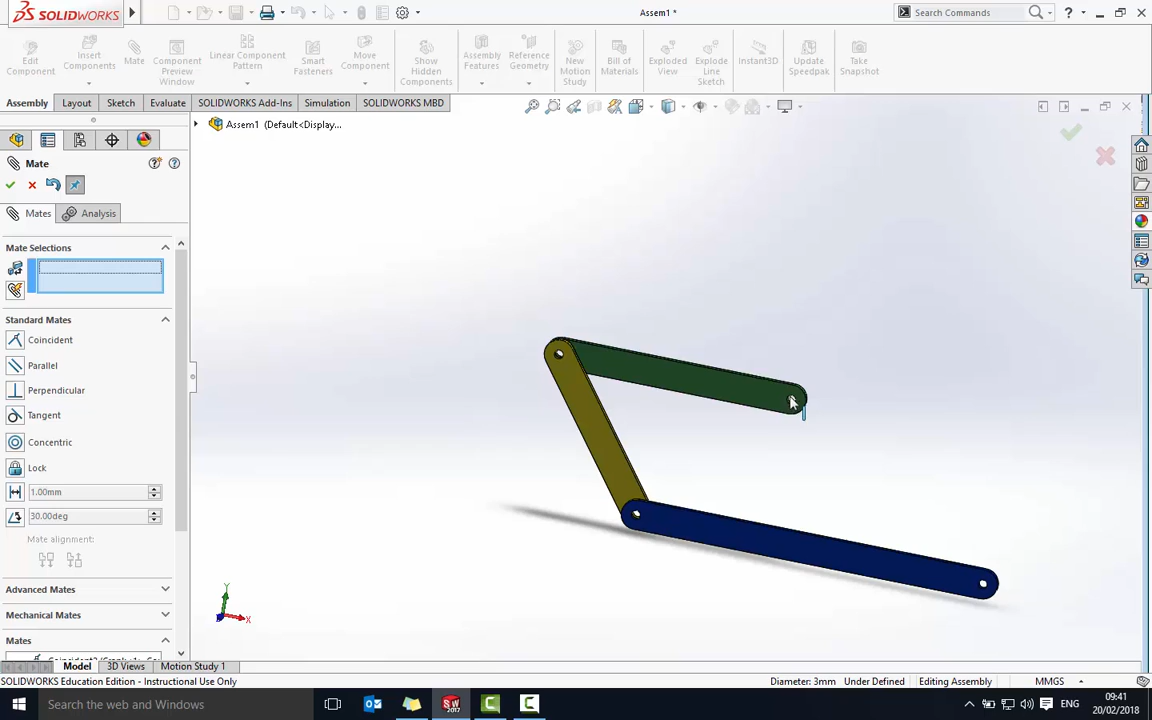 SOLIDWORKS
Assem1 *
Search Commands
Edit Component
Insert Components
Mate
Component Preview Window
Linear Component Pattern
Smart Fasteners
Move Component
Show Hidden Components
Assembly Features
Reference Geometry
New Motion Study
Bill of Materials
Exploded View
Explode Line Sketch
Instant3D
Update Speedpak
Take Snapshot
Assembly Layout Sketch Evaluate SOLIDWORKS Add-Ins Simulation SOLIDWORKS MBD
Assem1 (Default<Display...
Mate
Mates Analysis
Mate Selections
Standard Mates
Coincident
Parallel
Perpendicular
Tangent
Concentric
Lock
1.00mm
30.00deg
Mate alignment:
Advanced Mates
Mechanical Mates
Mates
Y
X
Model 3D Views Motion Study 1
SOLIDWORKS Education Edition - Instructional Use Only
Diameter: 3mm Under Defined Editing Assembly MMGS
Search the web and Windows
SW 2017
ENG
09:41
20/02/2018